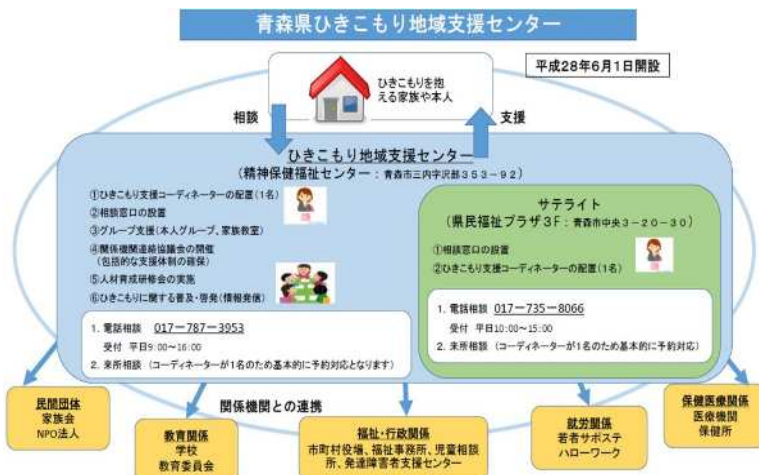 青森県ひきこもり地域支援センター
平成28年6月1日開設
ひきこもりを抱
える家族や本人
相談
支援
ひきこもり地域支援センター
(精神保健福祉センター:青森市三内字沢部353-92)
①ひきこもり支援コーディネーターの配置(1名)
②相談窓口の設置
③グループ支援(本人グループ、家族教室)
④関係機関連絡協議会の開催
(包括的な支援体制の確保)
⑤人材育成研修会の実施
⑥ひきこもりに関する普及・啓発(情報発信)
1. 電話相談 017-787-3953
受付 平日9:00~16:00
2. 来所相談 (コーディネーターが1名のため基本的に予約対応となります)
サテライト
(県民福祉プラザ3F:青森市中央3-20-30)
①相談窓口の設置
②ひきこもり支援コーディネーターの配置(1名)
1. 電話相談 017-735-8066
受付 平日10:00~15:00
2. 来所相談 (コーディネーターが1名のため基本的に予約対応)
関係機関との連携
民間団体
家族会
NPO法人
教育関係
学校
教育委員会
福祉・行政関係
市町村役場、福祉事務所、児童相談
所、発達障害者支援センター
就労関係
若者サポステ
ハローワーク
保健医療関係
医療機関
保健所